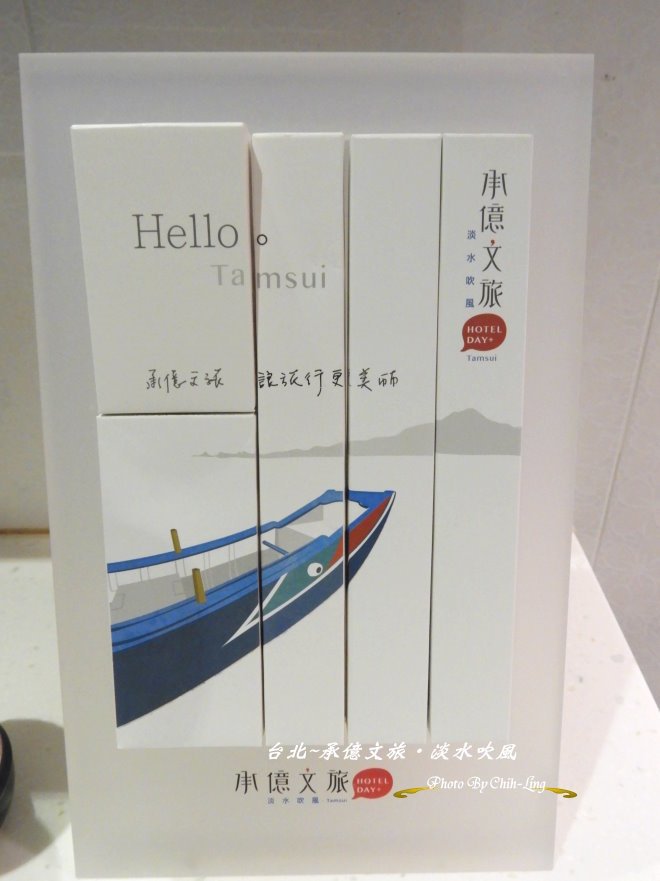 Hello。
Tamsui
承億文旅 讓旅行更美麗
承億文旅
淡水吹風
HOTEL
DAY+
Tamsui
台北~承億文旅。淡水吹風
承億文旅 HOTEL
DAY+
淡水吹風 Tamsui
Photo By Chih-Ling